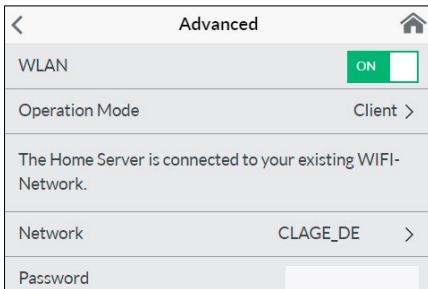 Advanced
WLAN ON
Operation Mode Client
The Home Server is connected to your existing WIFI-
Network.
Network CLAGE_DE
Password